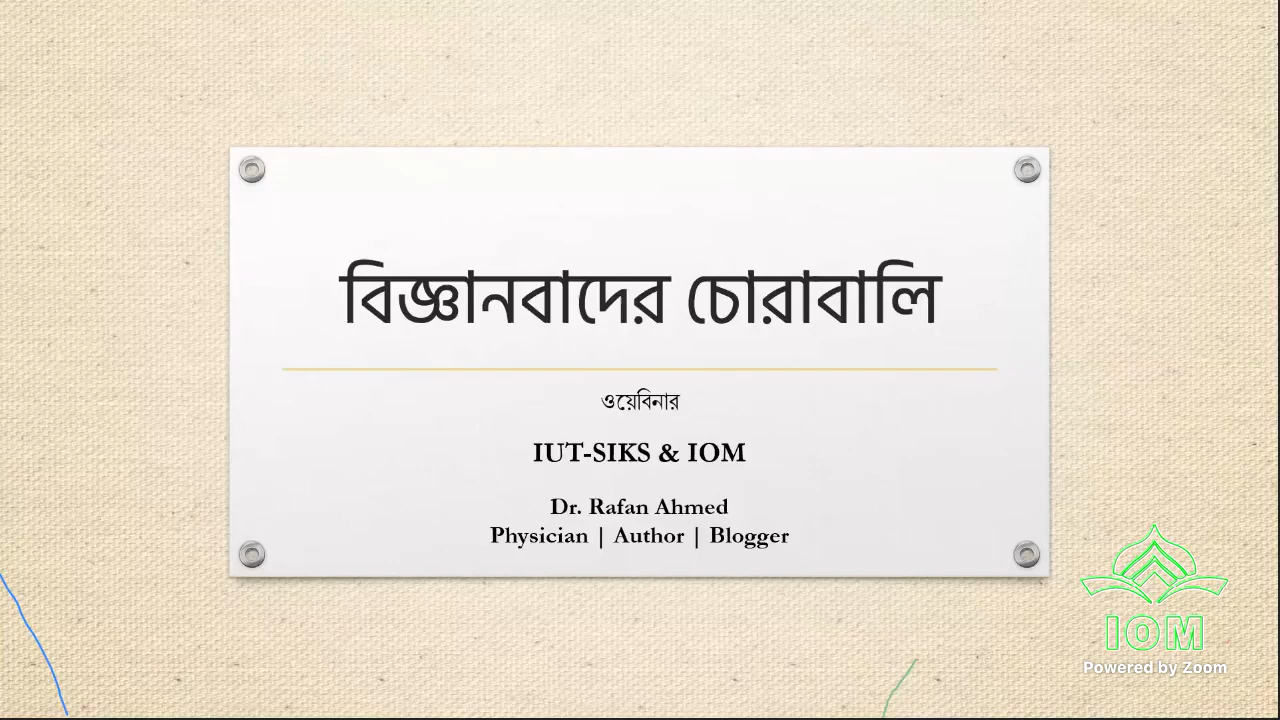 বিজ্ঞানবাদের চোরাবালি
ওয়েবিনার
IUT-SIKS & IOM
Dr. Rafan Ahmed
Physician | Author | Blogger
IOM
Powered by Zoom